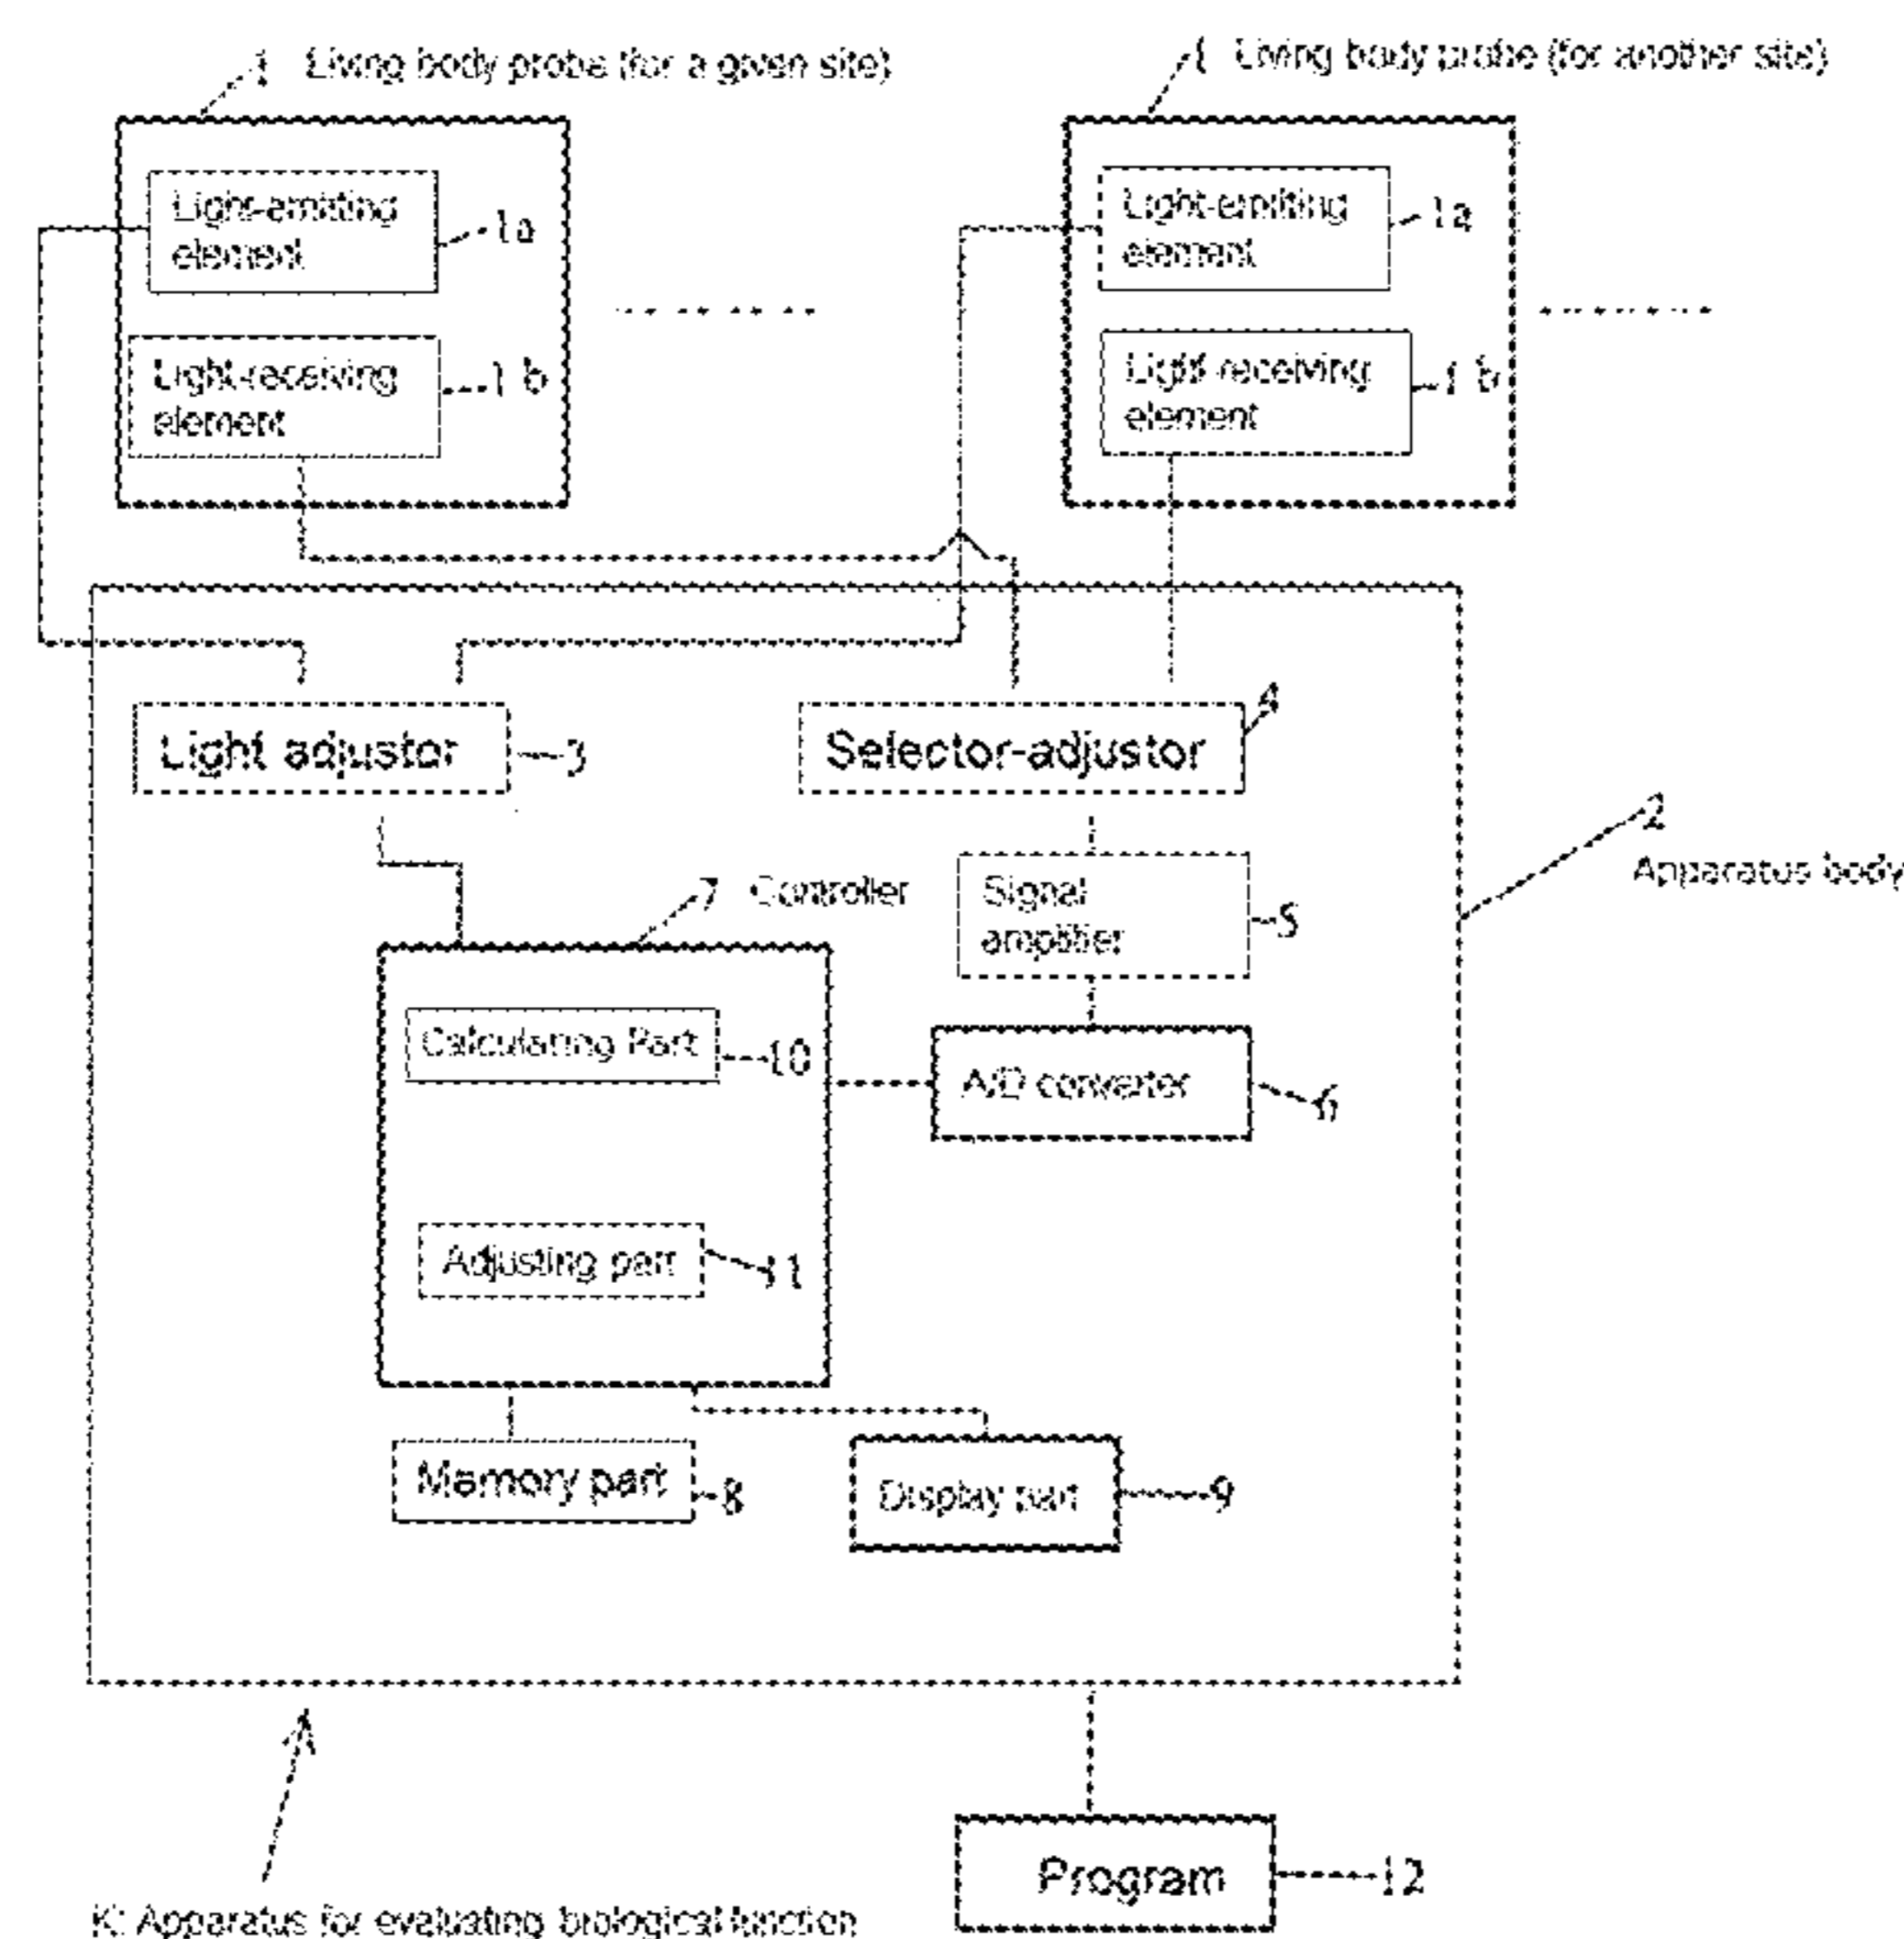 1 Living body probe (for a given site)
1 Living body probe (for another site)
Light-emitting
element
1a
Light-emitting
element
1a
Light-receiving
element
1b
Light-receiving
element
1b
Light adjustor
3
Selector-adjustor
4
2
Apparatus body
7 Controller
Signal
amplifier
5
Calculating Part
10
A/D converter
6
Adjusting part
11
Memory part
8
Display part
9
Program
12
K: Apparatus for evaluating biological function